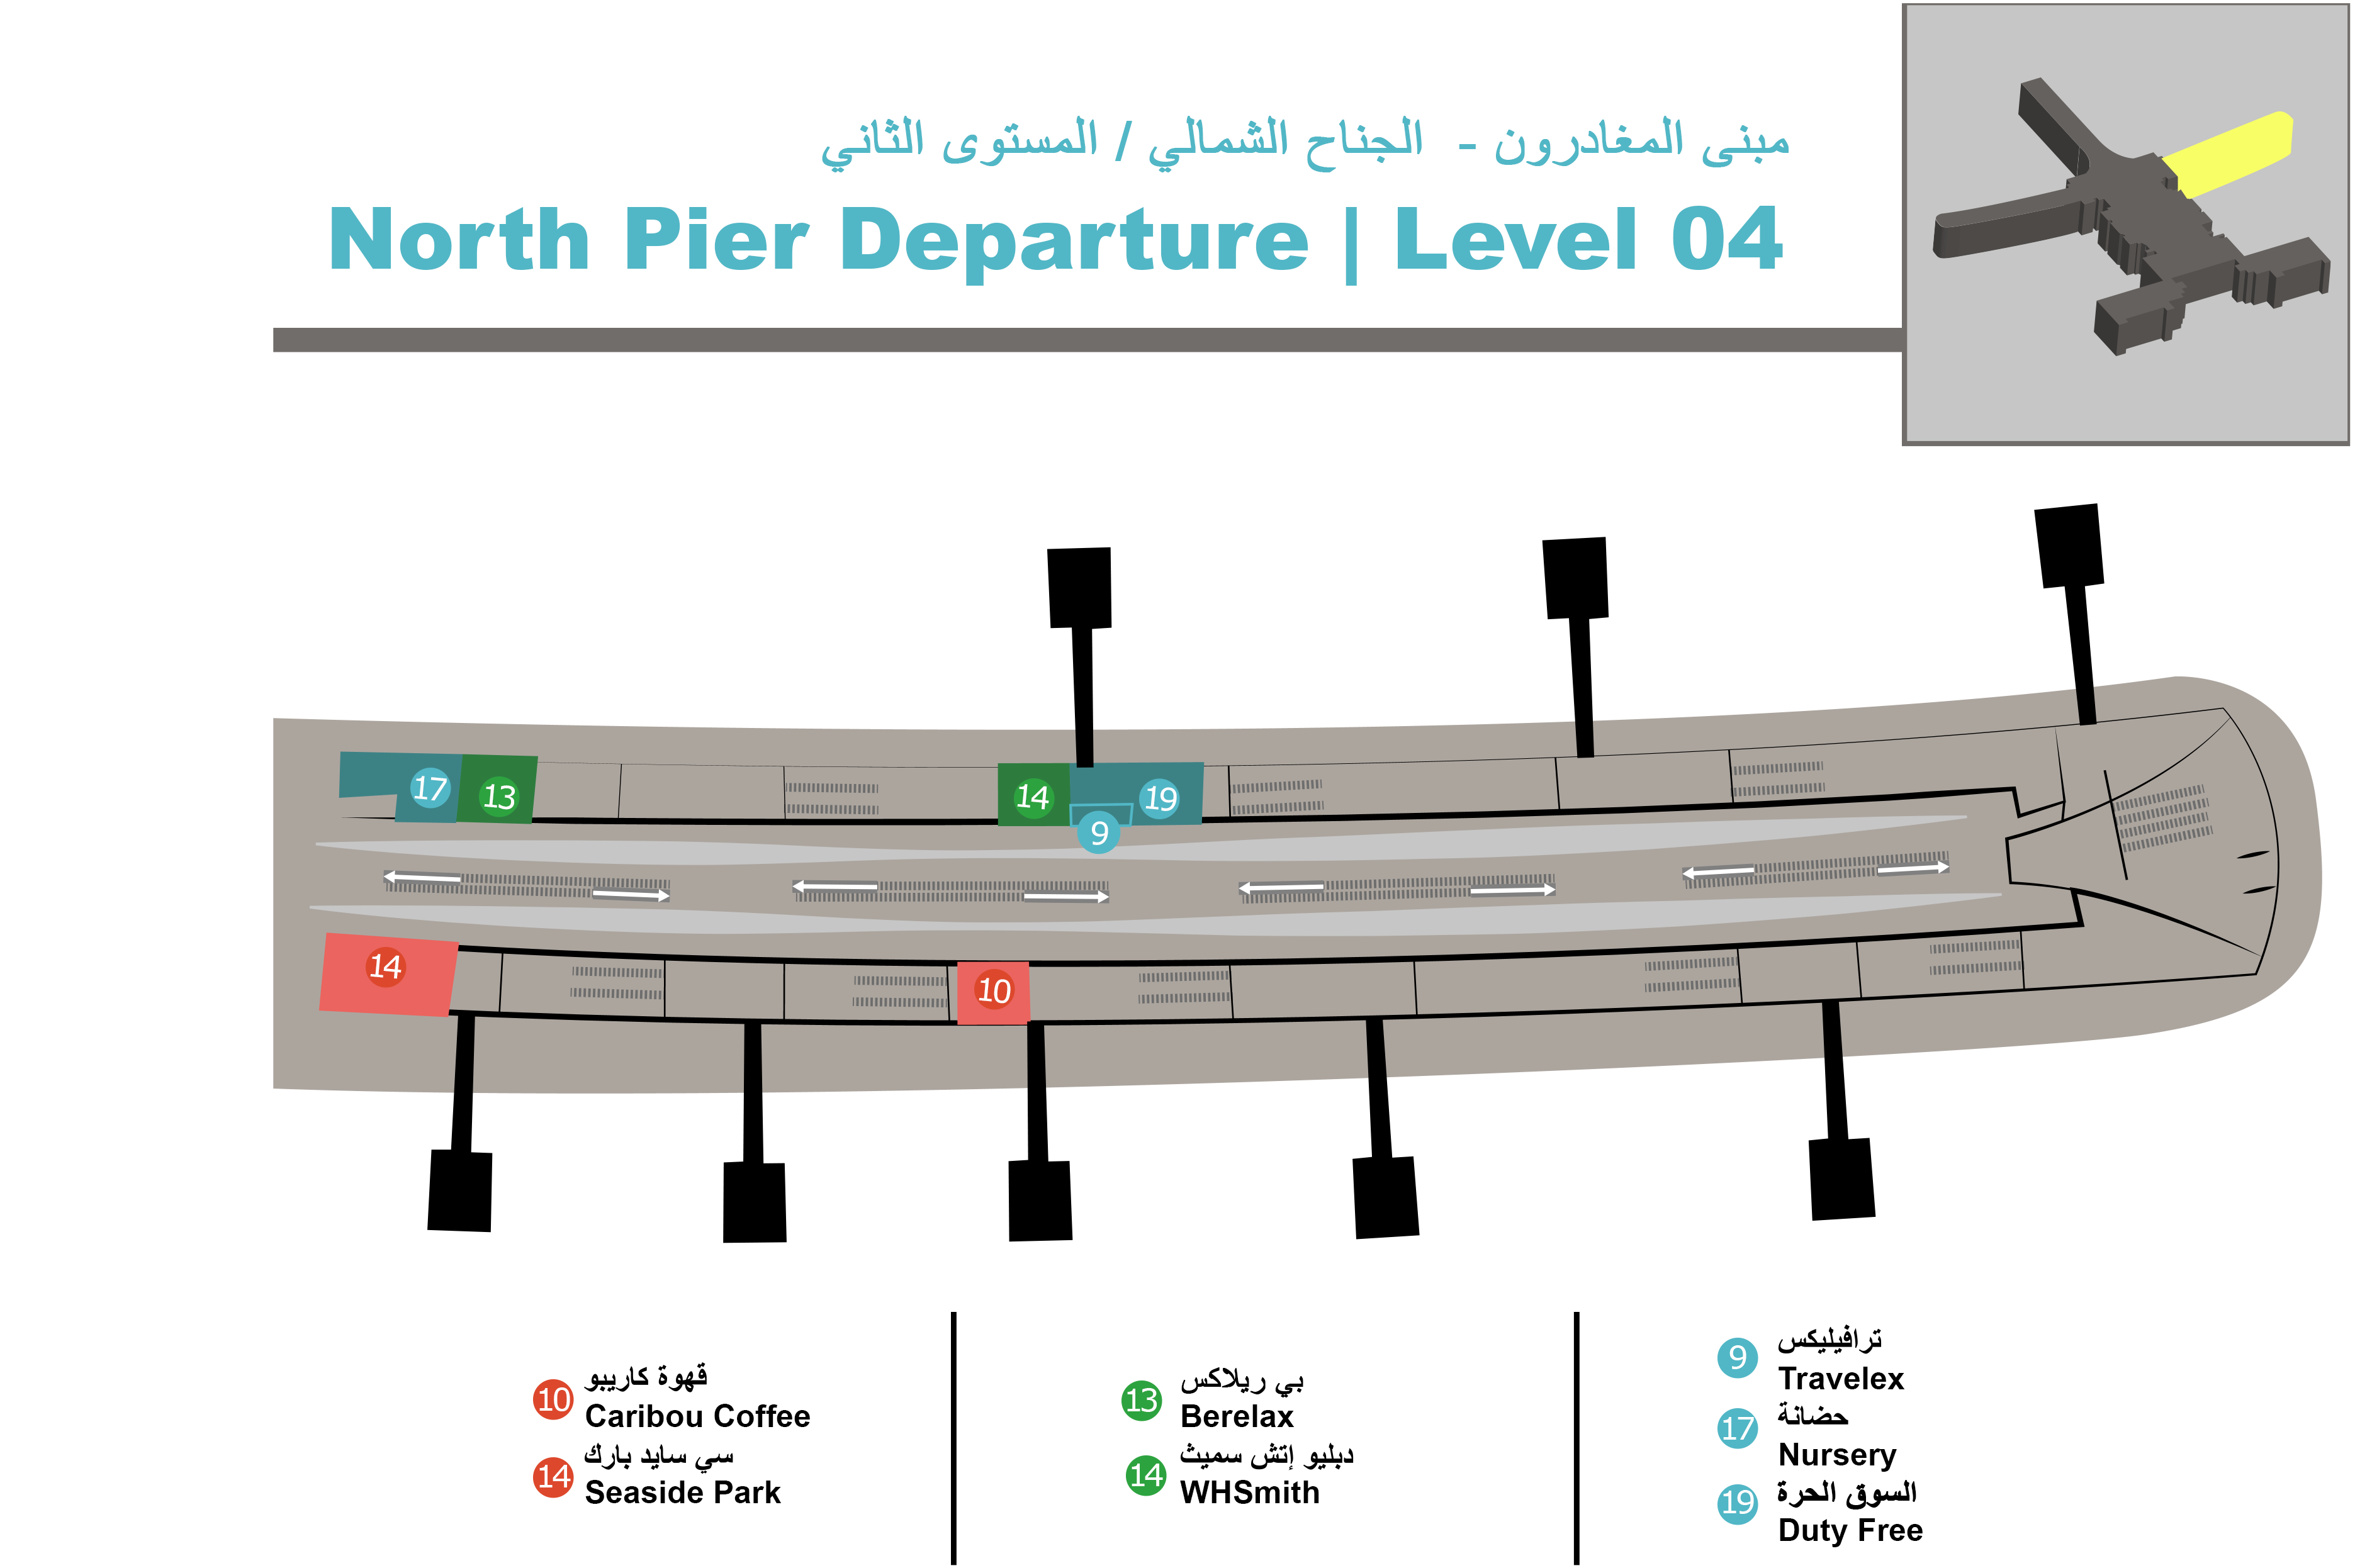 مبنى المغادرون - الجناح الشمالي / المستوى الثاني
North Pier Departure | Level 04
17
13
14
19
9
14
10
10
قهوة كاريبو
Caribou Coffee
14
سي سايد بارك
Seaside Park
13
بي ريلاكس
Berelax
14
دبليو إتش سميث
WHSmith
9
ترافيليكس
Travelex
17
حضانة
Nursery
19
السوق الحرة
Duty Free